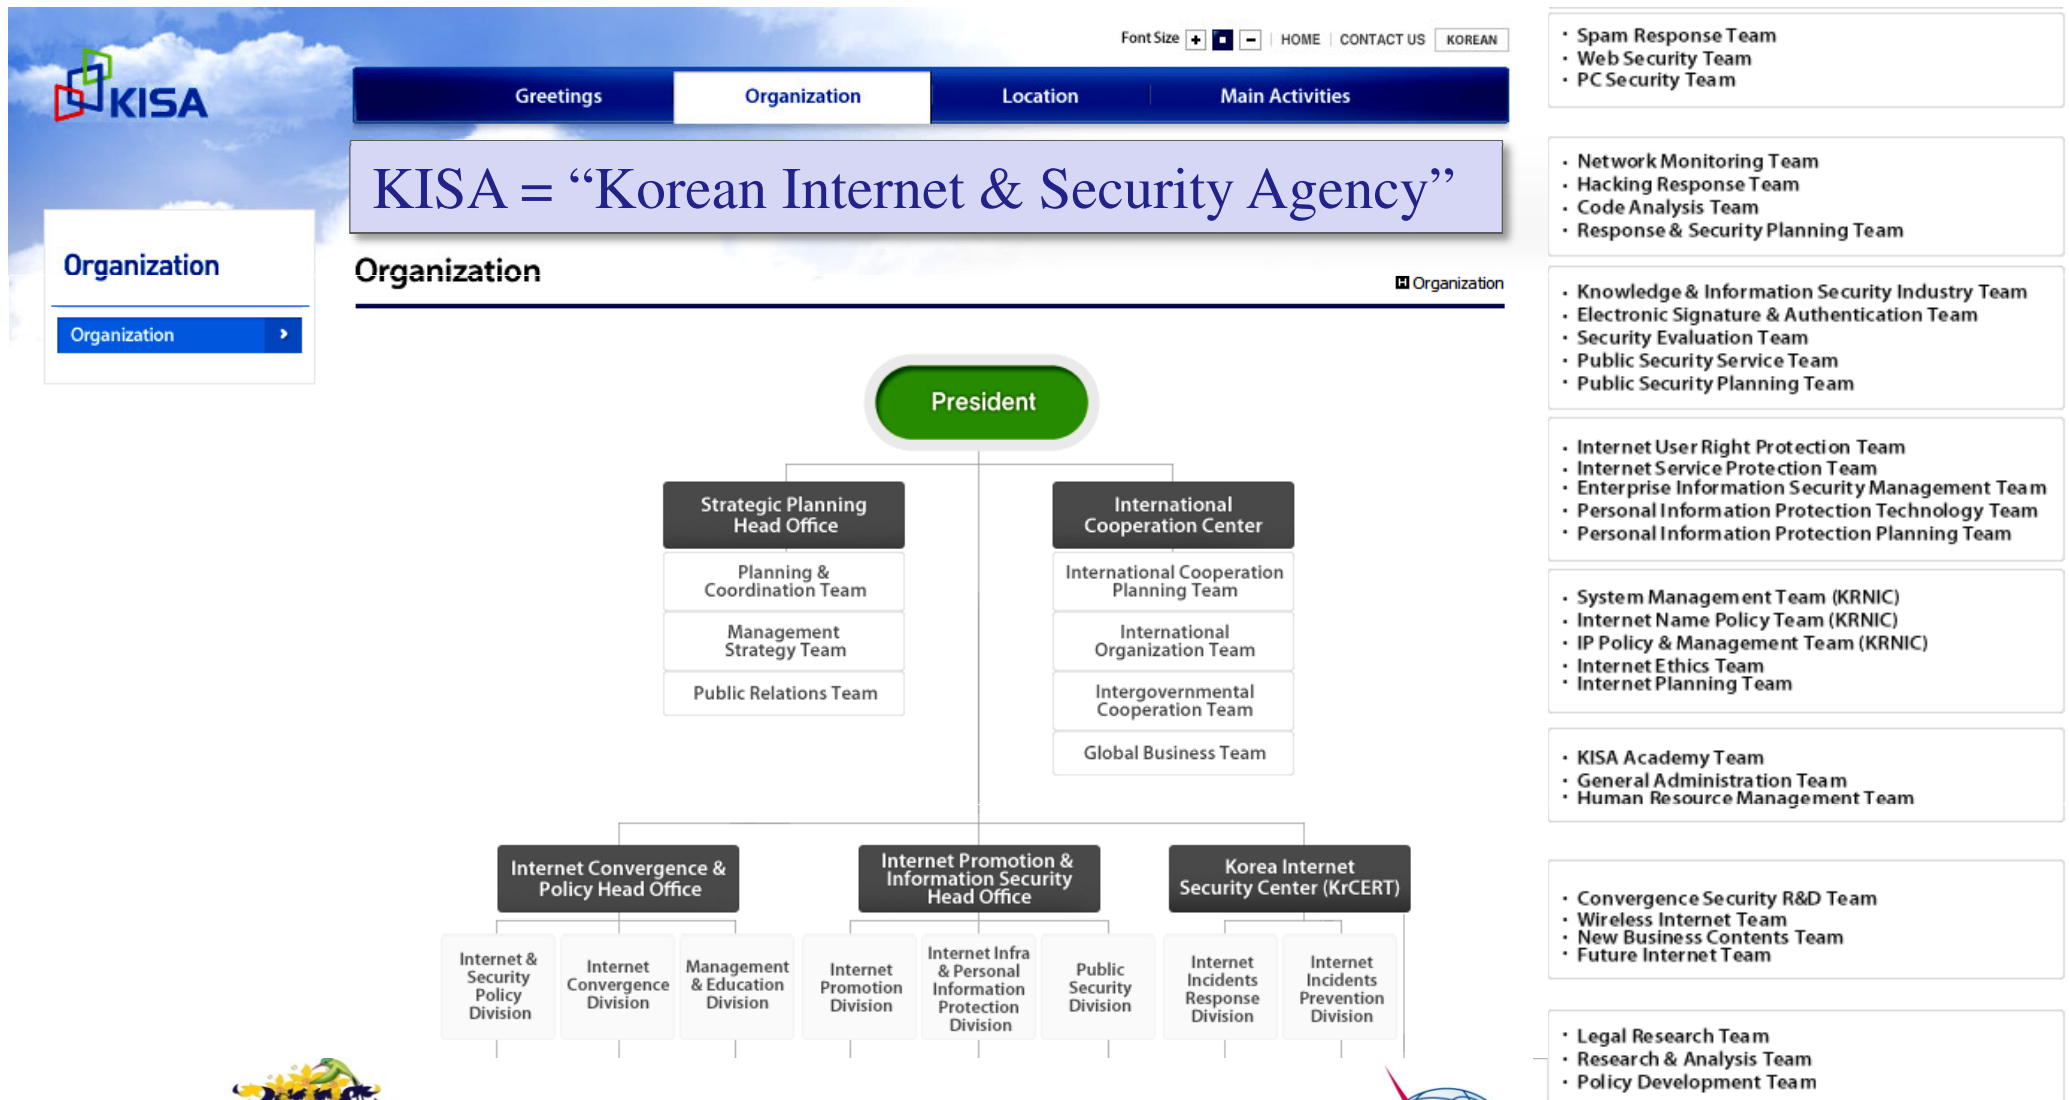 Font Size + - HOME CONTACT US KOREAN
KISA
Greetings Organization Location Main Activities
KISA = “Korean Internet & Security Agency”
Organization
Organization
Organization
H Organization
President
Strategic Planning
Head Office
Planning &
Coordination Team
Management
Strategy Team
Public Relations Team
International
Cooperation Center
International Cooperation
Planning Team
International
Organization Team
Intergovernmental
Cooperation Team
Global Business Team
Internet Convergence &
Policy Head Office
Internet &
Security
Policy
Division
Internet
Convergence
Division
Management
& Education
Division
Internet Promotion &
Information Security
Head Office
Internet
Promotion
Division
Internet Infra
& Personal
Information
Protection
Division
Public
Security
Division
Korea Internet
Security Center (KrCERT)
Internet
Incidents
Response
Division
Internet
Incidents
Prevention
Division
· Spam Response Team
· Web Security Team
· PC Security Team
· Network Monitoring Team
· Hacking Response Team
· Code Analysis Team
· Response & Security Planning Team
· Knowledge & Information Security Industry Team
· Electronic Signature & Authentication Team
· Security Evaluation Team
· Public Security Service Team
· Public Security Planning Team
· Internet User Right Protection Team
· Internet Service Protection Team
· Enterprise Information Security Management Team
· Personal Information Protection Technology Team
· Personal Information Protection Planning Team
· System Management Team (KRNIC)
· Internet Name Policy Team (KRNIC)
· IP Policy & Management Team (KRNIC)
· Internet Ethics Team
· Internet Planning Team
· KISA Academy Team
· General Administration Team
· Human Resource Management Team
· Convergence Security R&D Team
· Wireless Internet Team
· New Business Contents Team
· Future Internet Team
· Legal Research Team
· Research & Analysis Team
· Policy Development Team